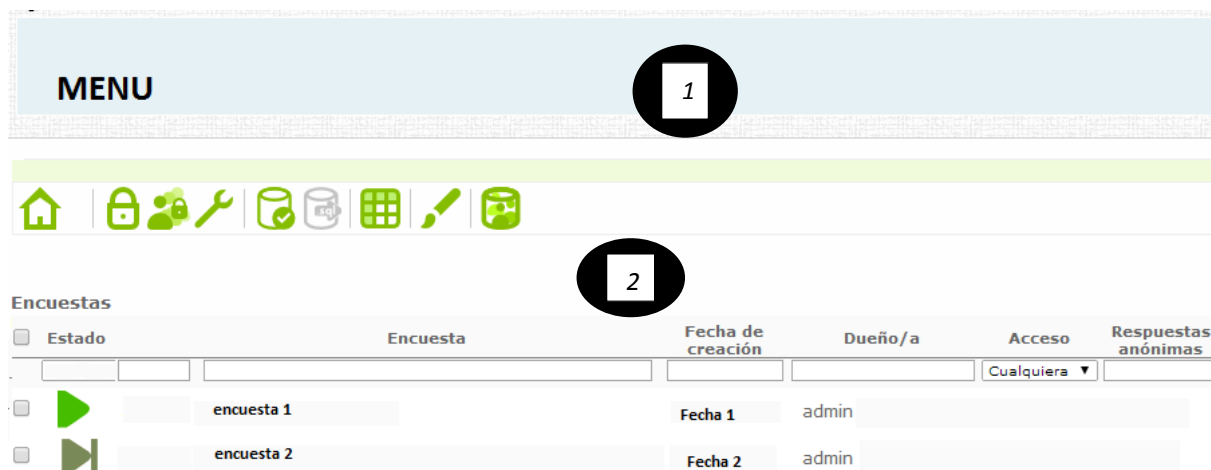 MENU
1
sql
2
Encuestas
Estado Encuesta Fecha de creación Dueño/a Acceso Respuestas anónimas
Cualquiera ▼
encuesta 1 Fecha 1 admin
encuesta 2 Fecha 2 admin